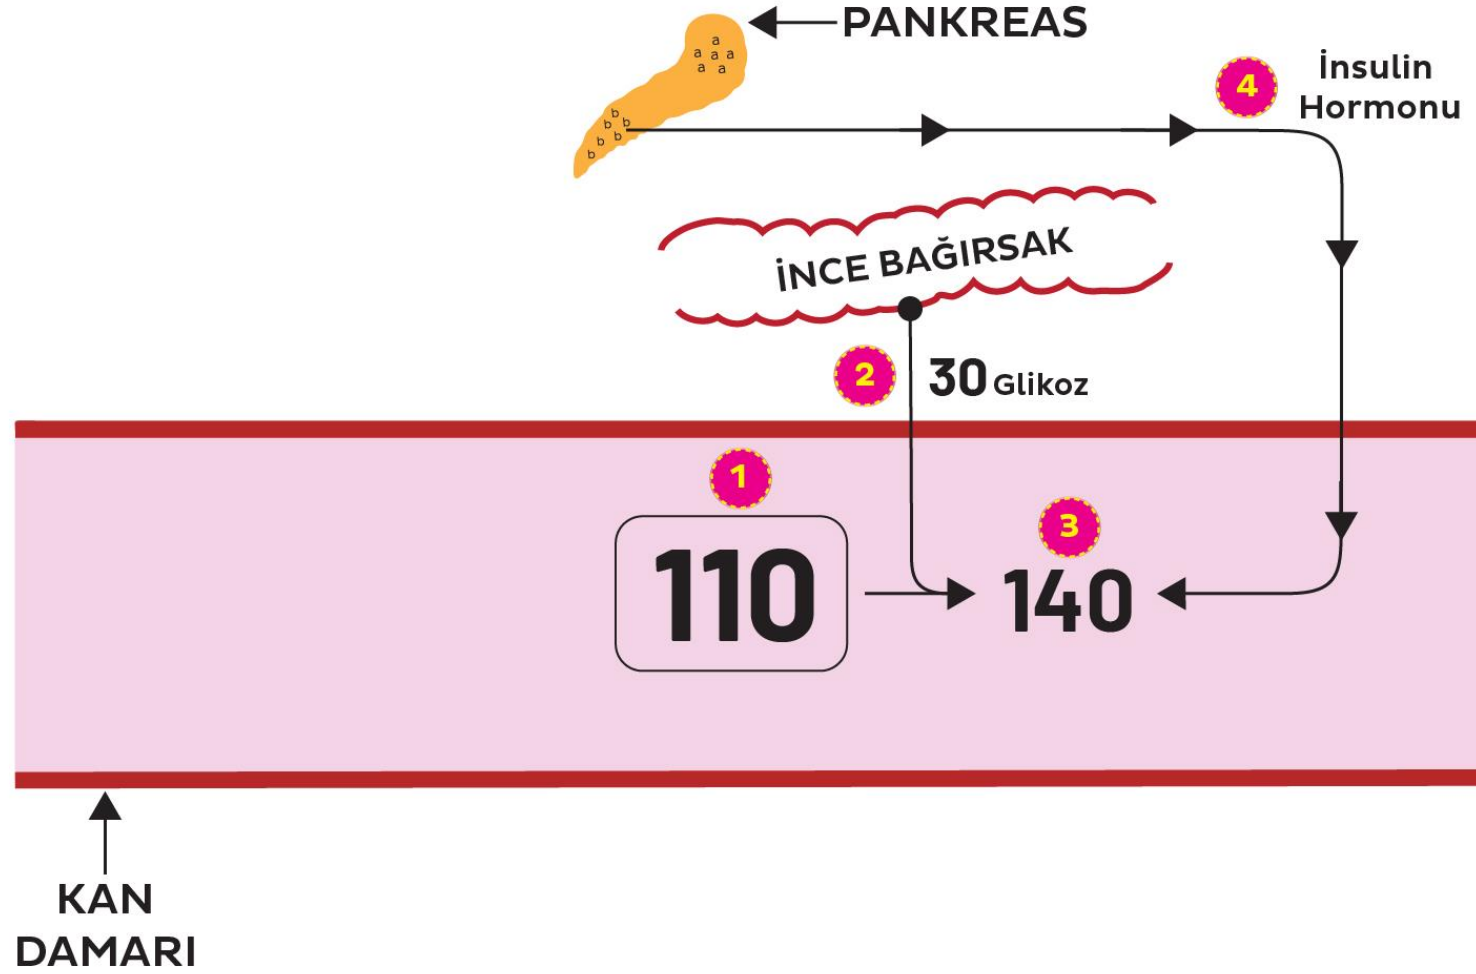 PANKREAS
a
a a a
a a
b
b b
b
b
b
4
İnsulin
Hormonu
İNCE BAĞIRSAK
2
30 Glikoz
1
110
3
140
KAN
DAMARI